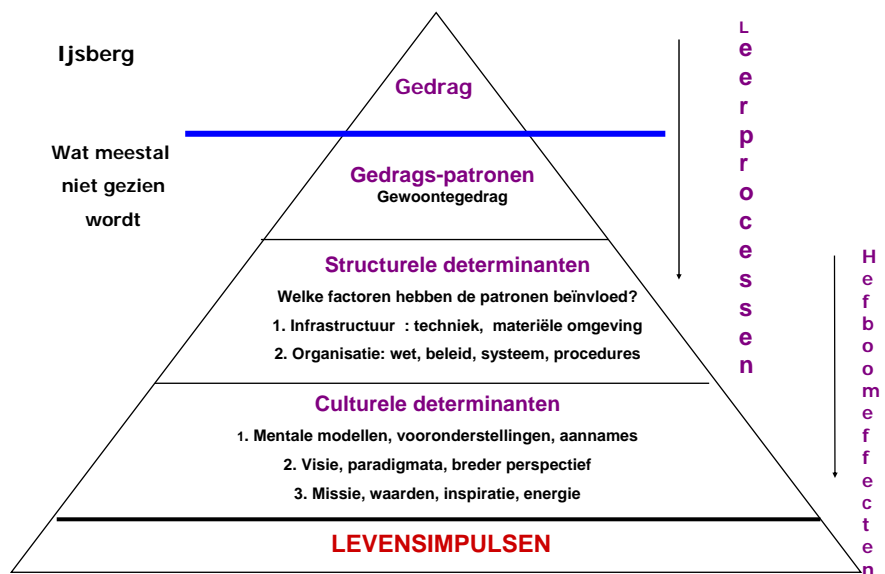 Ijsberg
Wat meestal
niet gezien
wordt
Gedrag
Gedrags-patronen
Gewoontegedrag
Structurele determinanten
Welke factoren hebben de patronen beïnvloed?
1. Infrastructuur : techniek, materiële omgeving
2. Organisatie: wet, beleid, systeem, procedures
Culturele determinanten
1. Mentale modellen, vooronderstellingen, aannames
2. Visie, paradigmata, breder perspectief
3. Missie, waarden, inspiratie, energie
LEVENSIMPULSEN
Leerprocessen
Hefboomeffecten